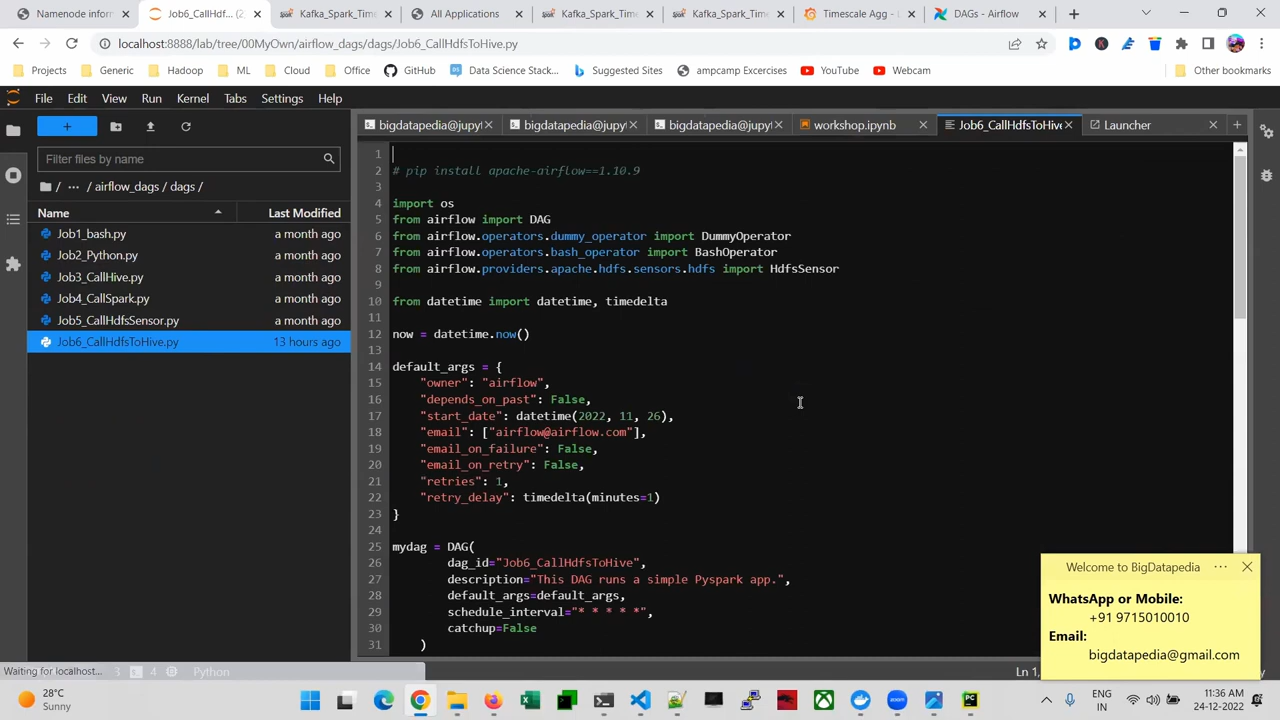 Namenode inform
Job6_CallHdf... (2
Kafka_Spark_Time
All Applications
Kafka_Spark_Time
Kafka_Spark_Time
Timescale Agg - G
DAGs - Airflow
localhost:8888/lab/tree/00MyOwn/airflow_dags/dags/Job6_CallHdfsToHive.py
Projects
Generic
Hadoop
ML
Cloud
Office
GitHub
Data Science Stack...
Suggested Sites
ampcamp Excercises
YouTube
Webcam
Other bookmarks
File Edit View Run Kernel Tabs Settings Help
Filter files by name
/ ··· / airflow_dags / dags /
Name Last Modified
Job1_bash.py a month ago
Job2_Python.py a month ago
Job3_CallHive.py a month ago
Job4_CallSpark.py a month ago
Job5_CallHdfsSensor.py a month ago
Job6_CallHdfsToHive.py 13 hours ago
bigdatapedia@jupyt
bigdatapedia@jupyt
bigdatapedia@jupyt
workshop.ipynb
Job6_CallHdfsToHive
Launcher
1
2 # pip install apache-airflow==1.10.9
3
4 import os
5 from airflow import DAG
6 from airflow.operators.dummy_operator import DummyOperator
7 from airflow.operators.bash_operator import BashOperator
8 from airflow.providers.apache.hdfs.sensors.hdfs import HdfsSensor
9
10 from datetime import datetime, timedelta
11
12 now = datetime.now()
13
14 default_args = {
15 "owner": "airflow",
16 "depends_on_past": False,
17 "start_date": datetime(2022, 11, 26),
18 "email": ["airflow@airflow.com"],
19 "email_on_failure": False,
20 "email_on_retry": False,
21 "retries": 1,
22 "retry_delay": timedelta(minutes=1)
23 }
24
25 mydag = DAG(
26 dag_id="Job6_CallHdfsToHive",
27 description="This DAG runs a simple Pyspark app.",
28 default_args=default_args,
29 schedule_interval="* * * * *",
30 catchup=False
31 )
Welcome to BigDatapedia
WhatsApp or Mobile:
+91 9715010010
Email:
bigdatapedia@gmail.com
Waiting for localhost... 3 4 Python
Ln 1,
28°C
Sunny
ENG
IN
11:36 AM
24-12-2022